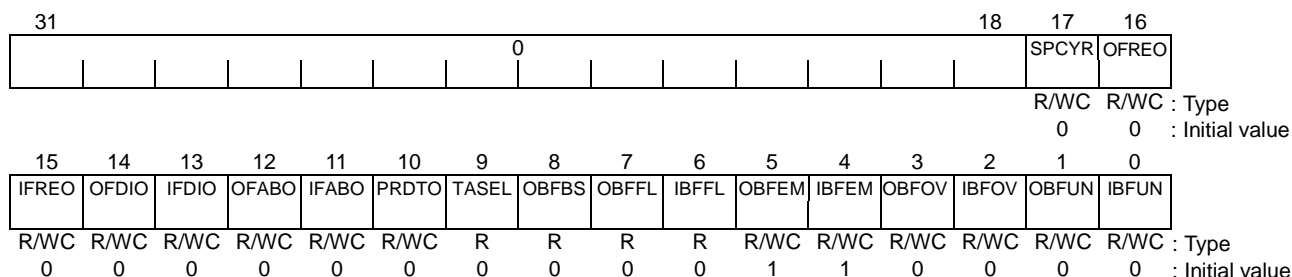 31 18 17 16
0 SPCYR OFREO
R/WC R/WC : Type
0 0 : Initial value
15 14 13 12 11 10 9 8 7 6 5 4 3 2 1 0
IFREO OFDIO IFDIO OFABO IFABO PRDTO TASEL OBFBS OBFFL IBFFL OBFEM IBFEM OBFOV IBFOV OBFUN IBFUN
R/WC R/WC R/WC R/WC R/WC R/WC R R R R R/WC R/WC R/WC R/WC R/WC R/WC : Type
0 0 0 0 0 0 0 0 0 0 1 1 0 0 0 0 : Initial value